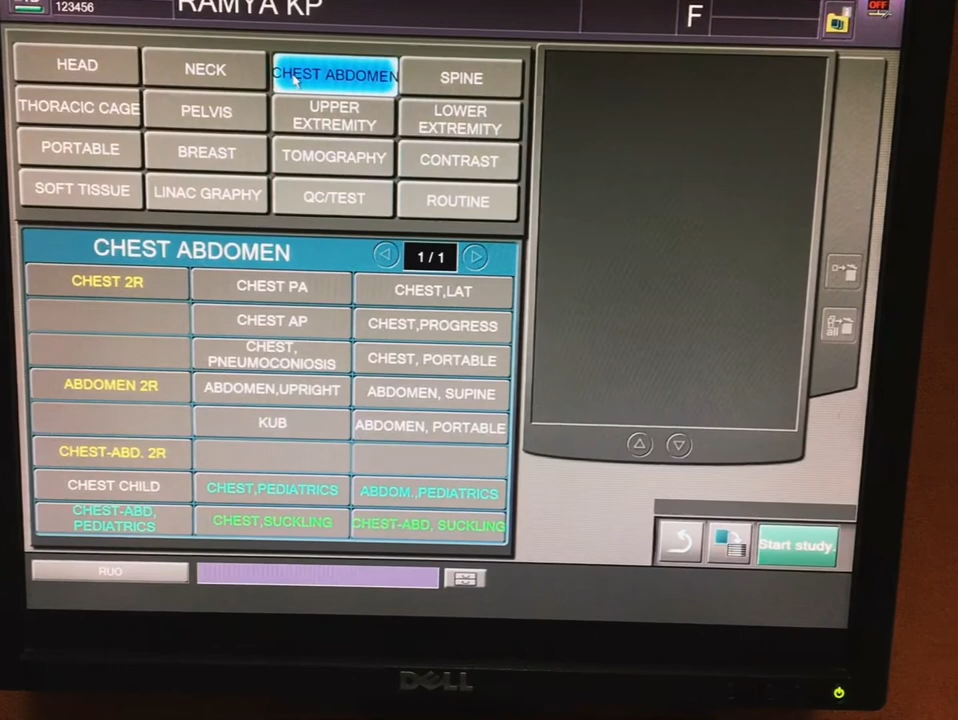 123456
RAMYA KP
F
OFF
HEAD
NECK
CHEST ABDOMEN
SPINE
THORACIC CAGE
PELVIS
UPPER
EXTREMITY
LOWER
EXTREMITY
PORTABLE
BREAST
TOMOGRAPHY
CONTRAST
SOFT TISSUE
LINAC GRAPHY
QC/TEST
ROUTINE
CHEST ABDOMEN
1 / 1
CHEST 2R
CHEST PA
CHEST,LAT
CHEST AP
CHEST,PROGRESS
CHEST,
PNEUMOCONIOSIS
CHEST, PORTABLE
ABDOMEN 2R
ABDOMEN,UPRIGHT
ABDOMEN, SUPINE
KUB
ABDOMEN, PORTABLE
CHEST-ABD. 2R
CHEST CHILD
CHEST,PEDIATRICS
ABDOM.,PEDIATRICS
CHEST-ABD,
PEDIATRICS
CHEST,SUCKLING
CHEST-ABD, SUCKLING
all
Start study.
RUO
DELL